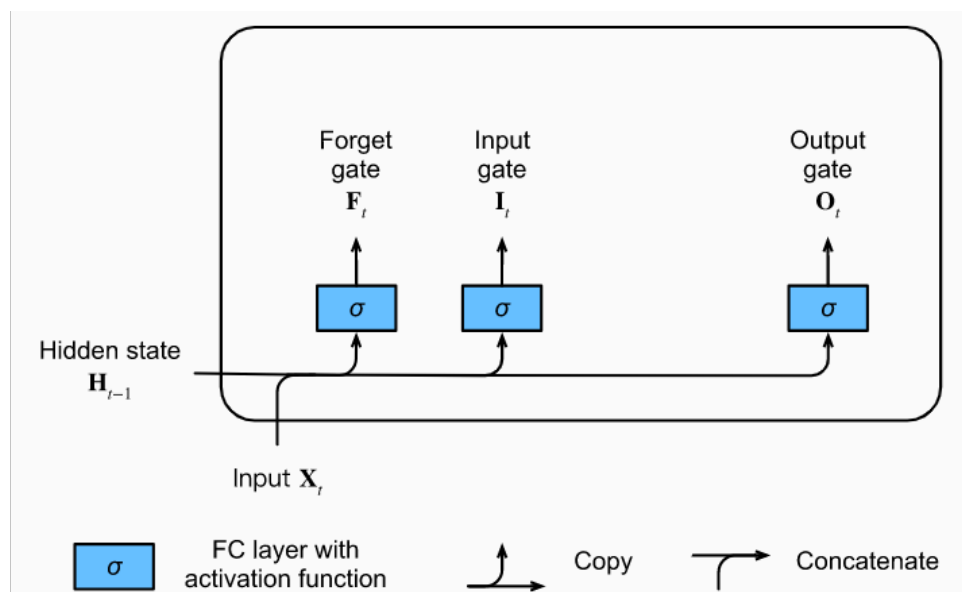 Forget
gate
F_t
Input
gate
I_t
Output
gate
O_t
σ
σ
σ
Hidden state
H_{t−1}
Input X_t
σ
FC layer with
activation function
Copy
Concatenate